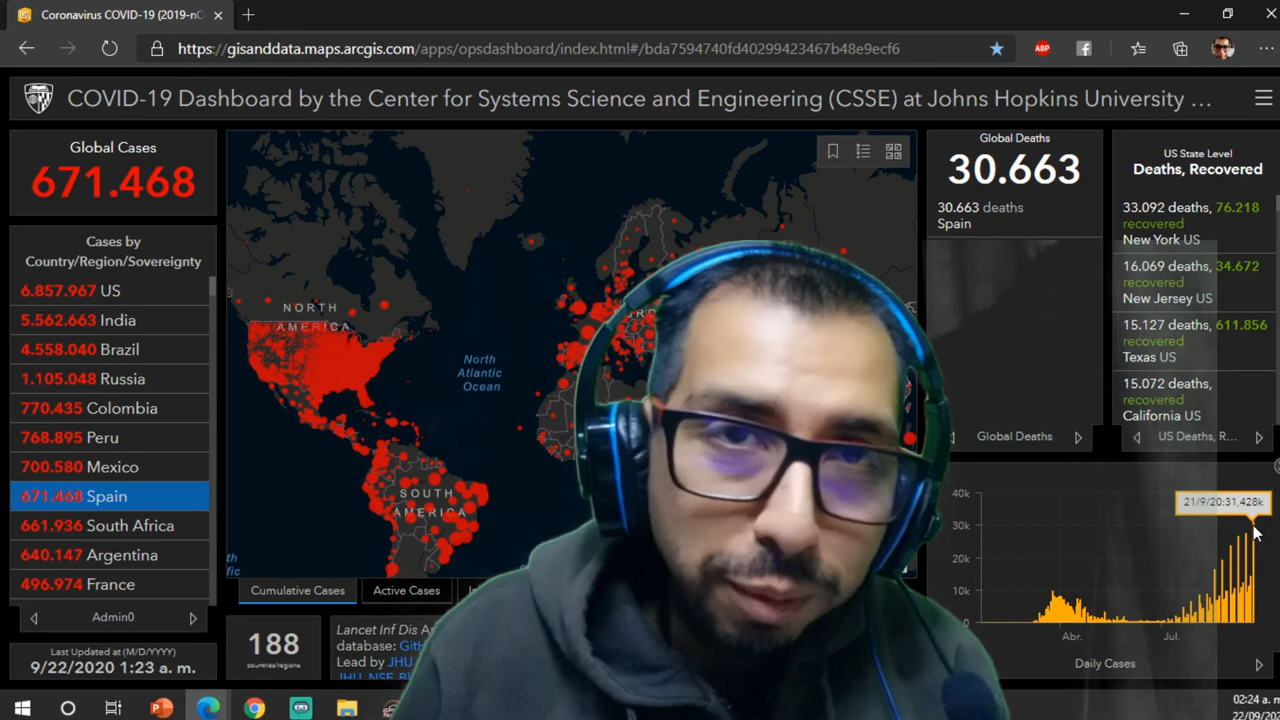 Coronavirus COVID-19 (2019-nC
https://gisanddata.maps.arcgis.com/apps/opsdashboard/index.html#/bda7594740fd40299423467b48e9ecf6
ABP
COVID-19 Dashboard by the Center for Systems Science and Engineering (CSSE) at Johns Hopkins University ...
Global Cases
671.468
Cases by
Country/Region/Sovereignty
6.857.967 US
5.562.663 India
4.558.040 Brazil
1.105.048 Russia
770.435 Colombia
768.895 Peru
700.580 Mexico
671.468 Spain
661.936 South Africa
640.147 Argentina
496.974 France
Admin0
Last Updated at (M/D/YYYY)
9/22/2020 1:23 a. m.
NORTH
AMERICA
North
Atlantic
Ocean
SOUTH
AMERICA
th
fic
Cumulative Cases
Active Cases
188
countries/regions
Lancet Inf Dis A
database: Gith
Lead by JHU
Global Deaths
30.663
30.663 deaths
Spain
Global Deaths
US State Level
Deaths, Recovered
33.092 deaths, 76.218
recovered
New York US
16.069 deaths, 34.672
recovered
New Jersey US
15.127 deaths, 611.856
recovered
Texas US
15.072 deaths,
recovered
California US
US Deaths, R...
40k
30k
20k
10k
0
21/9/20:31,428k
Abr.
Jul.
Daily Cases
02:24 a. m
22/09/202